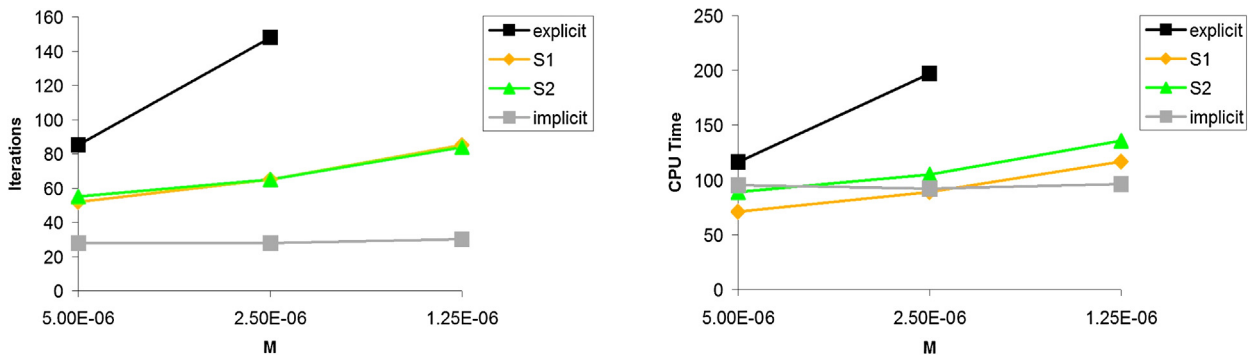 160
140
120
100
80
60
40
20
0
Iterations
5.00E-06
2.50E-06
1.25E-06
M
explicit
S1
S2
implicit
250
200
150
100
50
0
CPU Time
5.00E-06
2.50E-06
1.25E-06
M
explicit
S1
S2
implicit